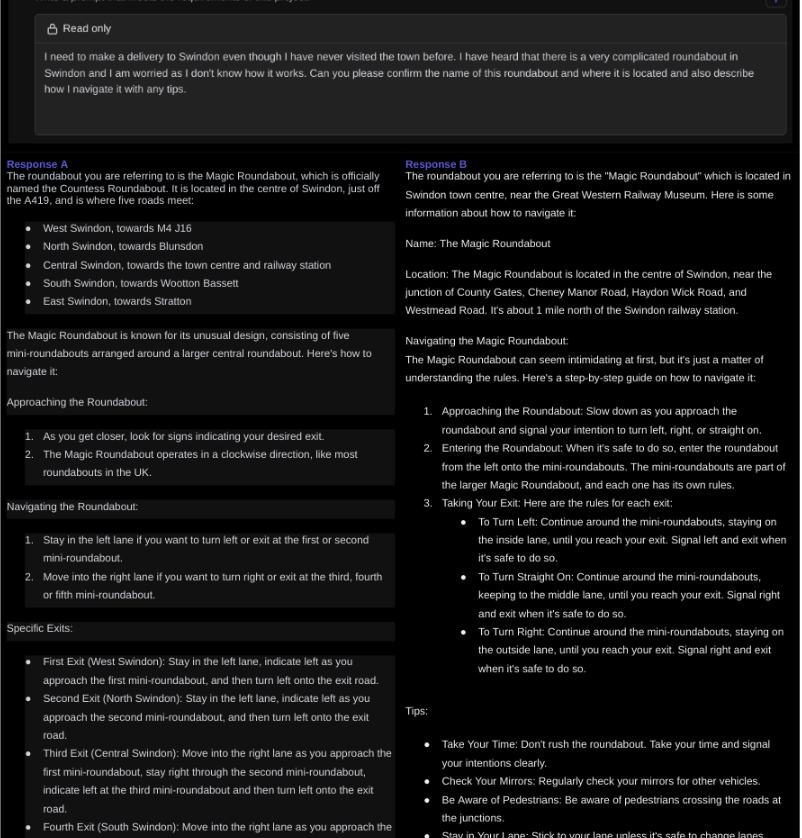 Read only
I need to make a delivery to Swindon even though I have never visited the town before. I have heard that there is a very complicated roundabout in
Swindon and I am worried as I don't know how it works. Can you please confirm the name of this roundabout and where it is located and also describe
how I navigate it with any tips.
Response A
The roundabout you are referring to is the Magic Roundabout, which is officially
named the Countess Roundabout. It is located in the centre of Swindon, just off
the A419, and is where five roads meet:
● West Swindon, towards M4 J16
● North Swindon, towards Blunsdon
● Central Swindon, towards the town centre and railway station
● South Swindon, towards Wootton Bassett
● East Swindon, towards Stratton
The Magic Roundabout is known for its unusual design, consisting of five
mini-roundabouts arranged around a larger central roundabout. Here's how to
navigate it:
Approaching the Roundabout:
1. As you get closer, look for signs indicating your desired exit.
2. The Magic Roundabout operates in a clockwise direction, like most
roundabouts in the UK.
Navigating the Roundabout:
1. Stay in the left lane if you want to turn left or exit at the first or second
mini-roundabout.
2. Move into the right lane if you want to turn right or exit at the third, fourth
or fifth mini-roundabout.
Specific Exits:
● First Exit (West Swindon): Stay in the left lane, indicate left as you
approach the first mini-roundabout, and then turn left onto the exit road.
● Second Exit (North Swindon): Stay in the left lane, indicate left as you
approach the second mini-roundabout, and then turn left onto the exit
road.
● Third Exit (Central Swindon): Move into the right lane as you approach the
first mini-roundabout, stay right through the second mini-roundabout,
indicate left at the third mini-roundabout and then turn left onto the exit
road.
● Fourth Exit (South Swindon): Move into the right lane as you approach the
Response B
The roundabout you are referring to is the "Magic Roundabout" which is located in
Swindon town centre, near the Great Western Railway Museum. Here is some
information about how to navigate it:
Name: The Magic Roundabout
Location: The Magic Roundabout is located in the centre of Swindon, near the
junction of County Gates, Cheney Manor Road, Haydon Wick Road, and
Westmead Road. It's about 1 mile north of the Swindon railway station.
Navigating the Magic Roundabout:
The Magic Roundabout can seem intimidating at first, but it's just a matter of
understanding the rules. Here's a step-by-step guide on how to navigate it:
1. Approaching the Roundabout: Slow down as you approach the
roundabout and signal your intention to turn left, right, or straight on.
2. Entering the Roundabout: When it's safe to do so, enter the roundabout
from the left onto the mini-roundabouts. The mini-roundabouts are part of
the larger Magic Roundabout, and each one has its own rules.
3. Taking Your Exit: Here are the rules for each exit:
● To Turn Left: Continue around the mini-roundabouts, staying on
the inside lane, until you reach your exit. Signal left and exit when
it's safe to do so.
● To Turn Straight On: Continue around the mini-roundabouts,
keeping to the middle lane, until you reach your exit. Signal right
and exit when it's safe to do so.
● To Turn Right: Continue around the mini-roundabouts, staying on
the outside lane, until you reach your exit. Signal right and exit
when it's safe to do so.
Tips:
● Take Your Time: Don't rush the roundabout. Take your time and signal
your intentions clearly.
● Check Your Mirrors: Regularly check your mirrors for other vehicles.
● Be Aware of Pedestrians: Be aware of pedestrians crossing the roads at
the junctions.
● Stay in Your Lane: Stick to your lane unless it's safe to change lanes